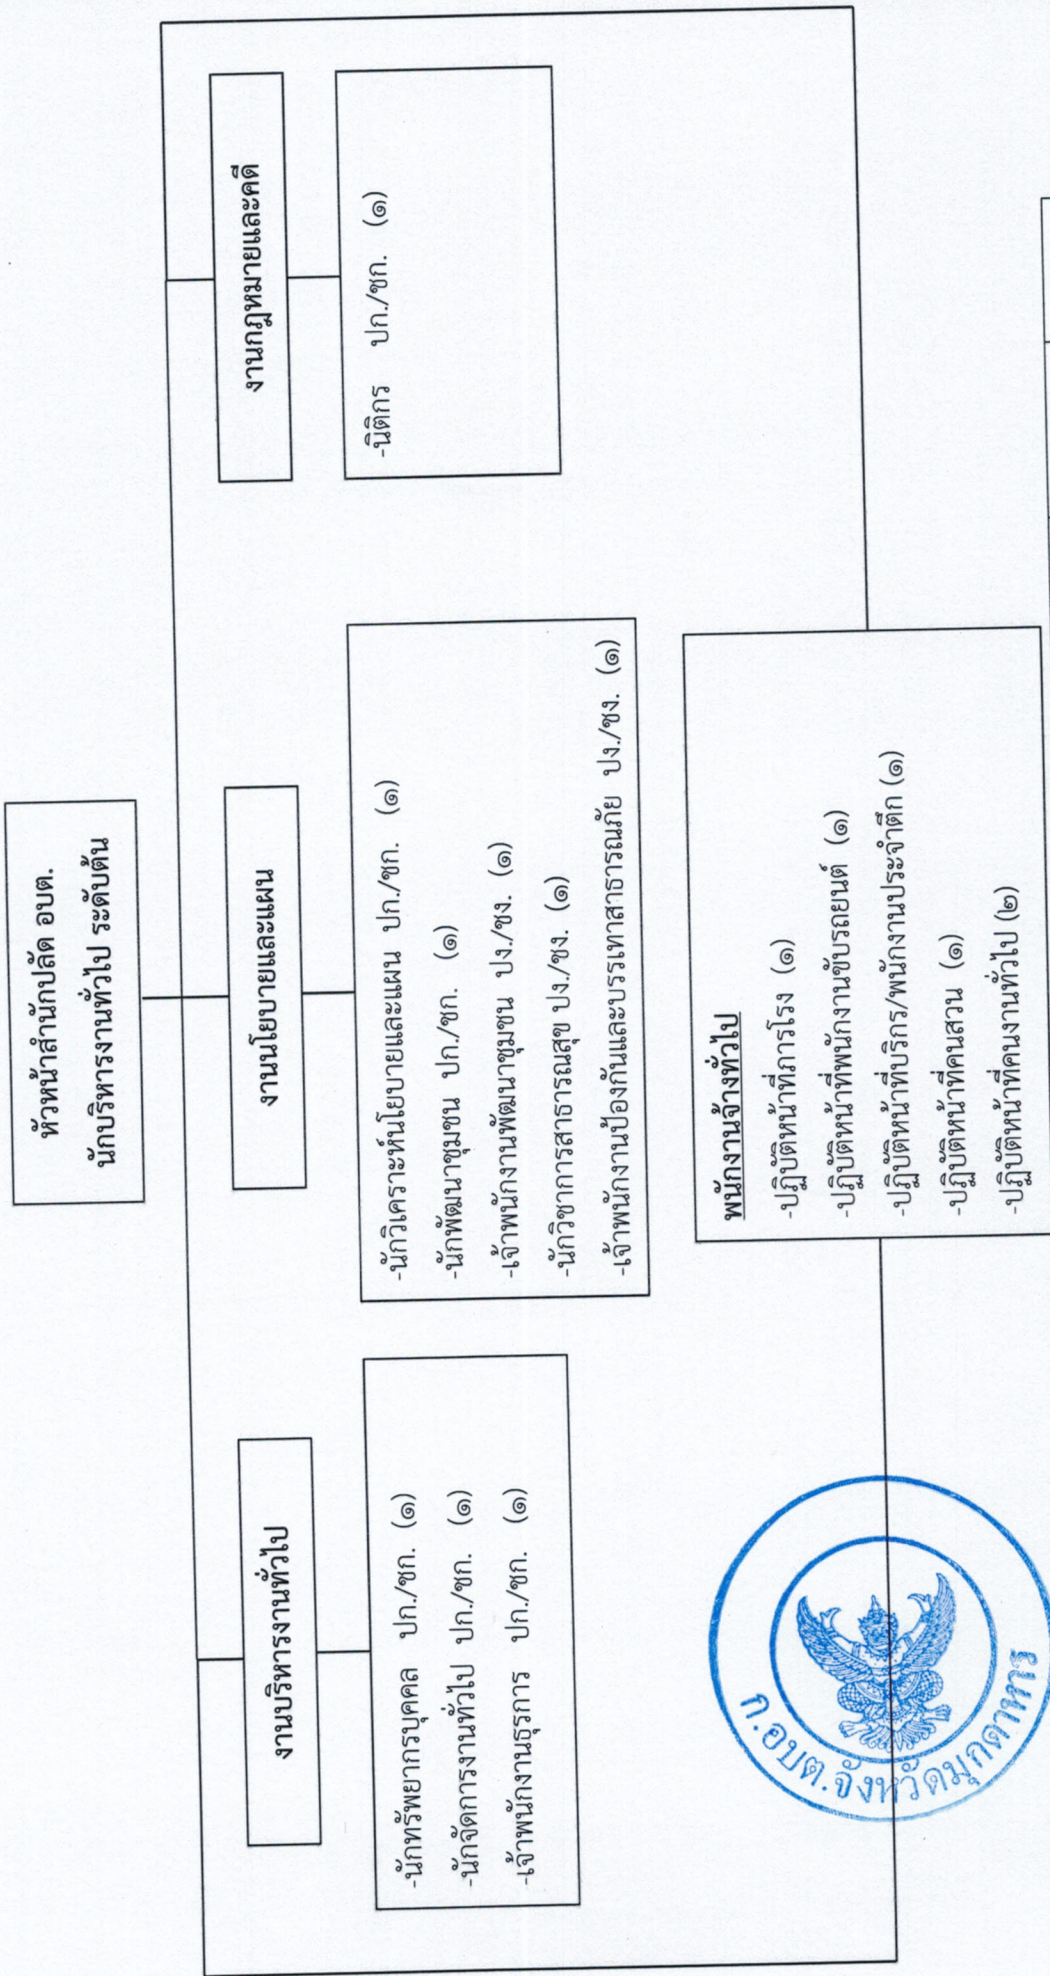 หัวหน้าสำนักปลัด อบต.
นักบริหารงานทั่วไป ระดับต้น
งานบริหารงานทั่วไป
-นักทรัพยากรบุคคล ปก./ชก. (๑)
-นักจัดการงานทั่วไป ปก./ชก. (๑)
-เจ้าพนักงานธุรการ ปก./ชก. (๑)
งานนโยบายและแผน
-นักวิเคราะห์นโยบายและแผน ปก./ชก. (๑)
-นักพัฒนาชุมชน ปก./ชก. (๑)
-เจ้าพนักงานพัฒนาชุมชน ปง./ชง. (๑)
-นักวิชาการสาธารณสุข ปง./ชง. (๑)
-เจ้าพนักงานป้องกันและบรรเทาสาธารณภัย ปง./ชง. (๑)
งานกฎหมายและคดี
-นิติกร ปก./ชก. (๑)
พนักงานจ้างทั่วไป
-ปฏิบัติหน้าที่ภารโรง (๑)
-ปฏิบัติหน้าที่พนักงานขับรถยนต์ (๑)
-ปฏิบัติหน้าที่บริกร/พนักงานประจำตึก (๑)
-ปฏิบัติหน้าที่คนสวน (๑)
-ปฏิบัติหน้าที่คนงานทั่วไป (๒)
ก.อบต.จังหวัดมุกดาหาร